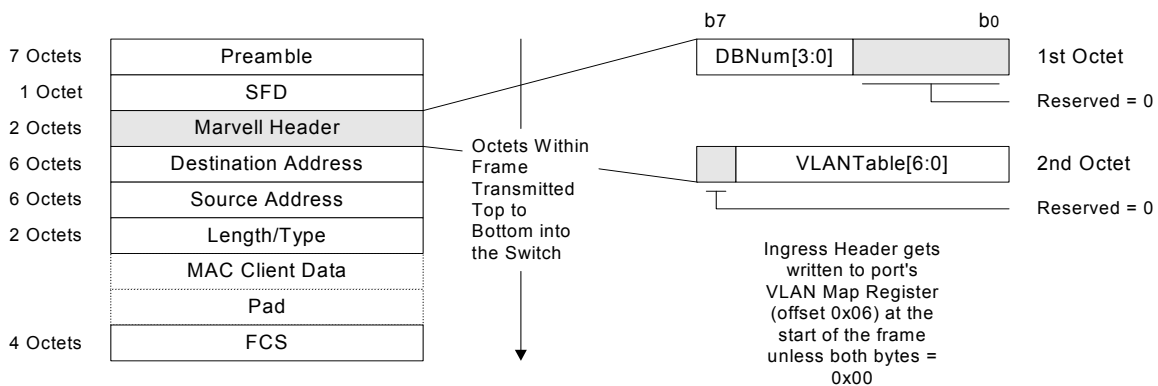 7 Octets Preamble
1 Octet SFD
2 Octets Marvell Header
6 Octets Destination Address
6 Octets Source Address
2 Octets Length/Type
MAC Client Data
Pad
4 Octets FCS
Octets Within
Frame
Transmitted
Top to
Bottom into
the Switch
b7 b0
DBNum[3:0] 1st Octet
Reserved = 0
VLANTable[6:0] 2nd Octet
Reserved = 0
Ingress Header gets
written to port's
VLAN Map Register
(offset 0x06) at the
start of the frame
unless both bytes =
0x00